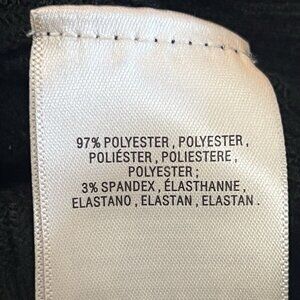 97% POLYESTER , POLYESTER ,
POLIÉSTER , POLIESTERE ,
POLYESTER ;
3% SPANDEX , ÉLASTHANNE ,
ELASTANO , ELASTAN , ELASTAN .